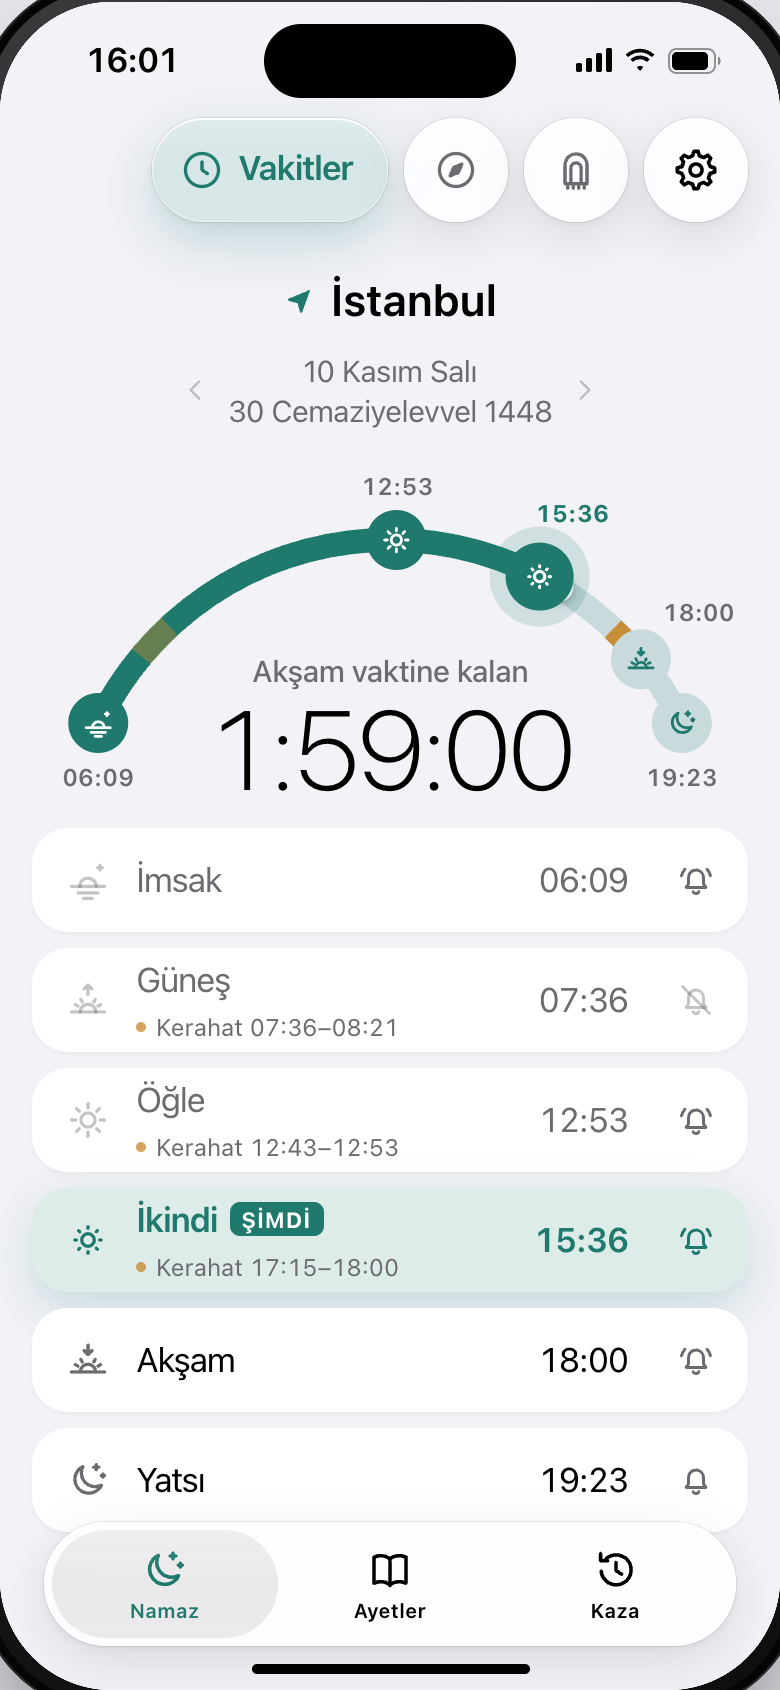 16:01
Vakitler
İstanbul
10 Kasım Salı
30 Cemaziyelevvel 1448
12:53
15:36
18:00
Akşam vaktine kalan
1:59:00
06:09
19:23
İmsak 06:09
Güneş 07:36
Kerahat 07:36–08:21
Öğle 12:53
Kerahat 12:43–12:53
İkindi ŞİMDİ 15:36
Kerahat 17:15–18:00
Akşam 18:00
Yatsı 19:23
Namaz Ayetler Kaza